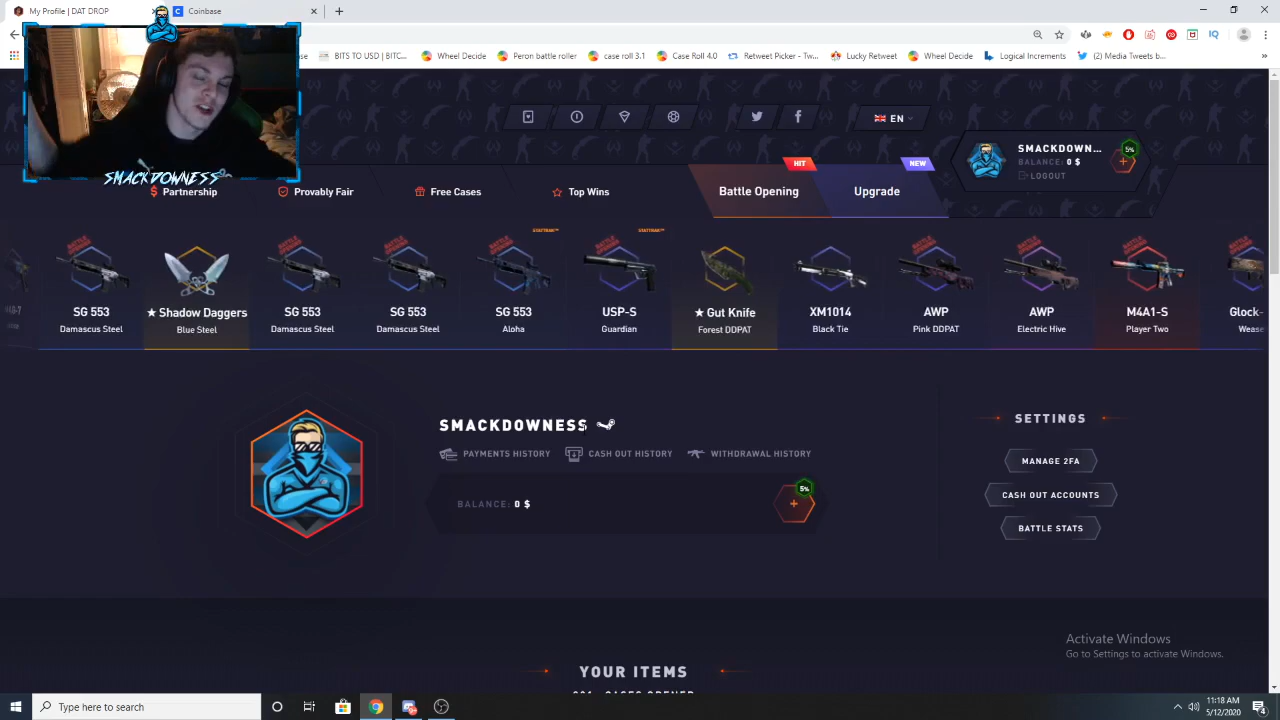 My Profile | DAT DROP
Coinbase
BITS TO USD | BITC...
Wheel Decide
Peron battle roller
case roll 3.1
Case Roll 4.0
Retweet Picker - Tw...
Lucky Retweet
Wheel Decide
Logical Increments
(2) Media Tweets b...
EN
SMACKDOWN...
BALANCE: 0 $
LOGOUT
5%
SMACKDOWNESS
Partnership
Provably Fair
Free Cases
Top Wins
HIT
Battle Opening
NEW
Upgrade
STATTRAK™
STATTRAK™
SG 553
Damascus Steel
★ Shadow Daggers
Blue Steel
SG 553
Damascus Steel
SG 553
Damascus Steel
SG 553
Aloha
USP-S
Guardian
★ Gut Knife
Forest DDPAT
XM1014
Black Tie
AWP
Pink DDPAT
AWP
Electric Hive
M4A1-S
Player Two
Glock-
Weas
SMACKDOWNESS
PAYMENTS HISTORY
CASH OUT HISTORY
WITHDRAWAL HISTORY
BALANCE: 0 $
5%
SETTINGS
MANAGE 2FA
CASH OUT ACCOUNTS
BATTLE STATS
YOUR ITEMS
Activate Windows
Go to Settings to activate Windows.
Type here to search
11:18 AM
5/12/2020